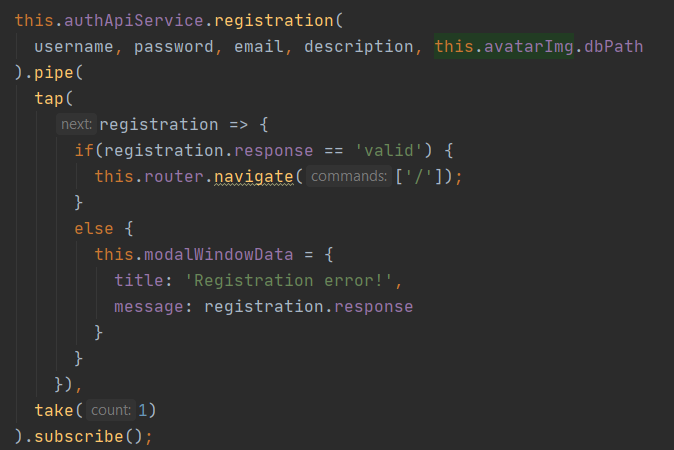 this.authApiService.registration(
username, password, email, description, this.avatarImg.dbPath
).pipe(
tap(
next: registration => {
if(registration.response == 'valid') {
this.router.navigate( commands: ['/']);
}
else {
this.modalWindowData = {
title: 'Registration error!',
message: registration.response
}
}
}),
take( count: 1)
).subscribe();